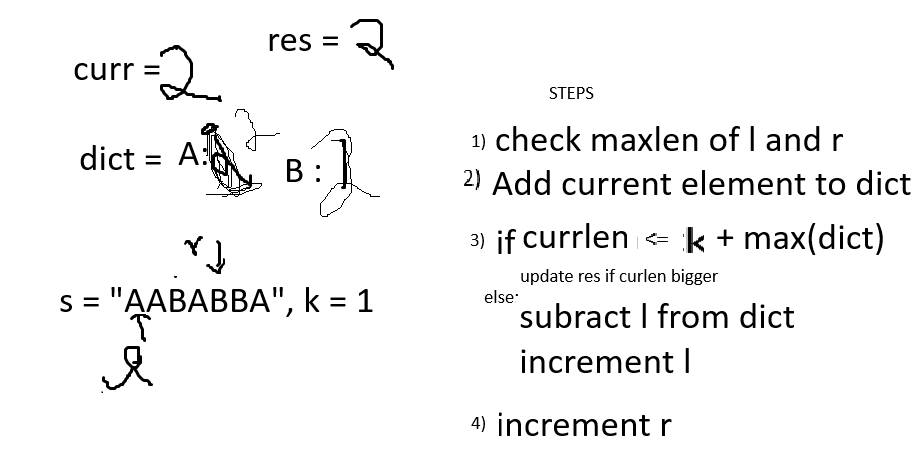 res = 2
curr = 2
STEPS
1) check maxlen of l and r
dict = A: 2 B :
2) Add current element to dict
3) if currlen <= k + max(dict)
r
update res if curlen bigger
s = "AABABBA", k = 1
else:
subract l from dict
l
increment l
4) increment r